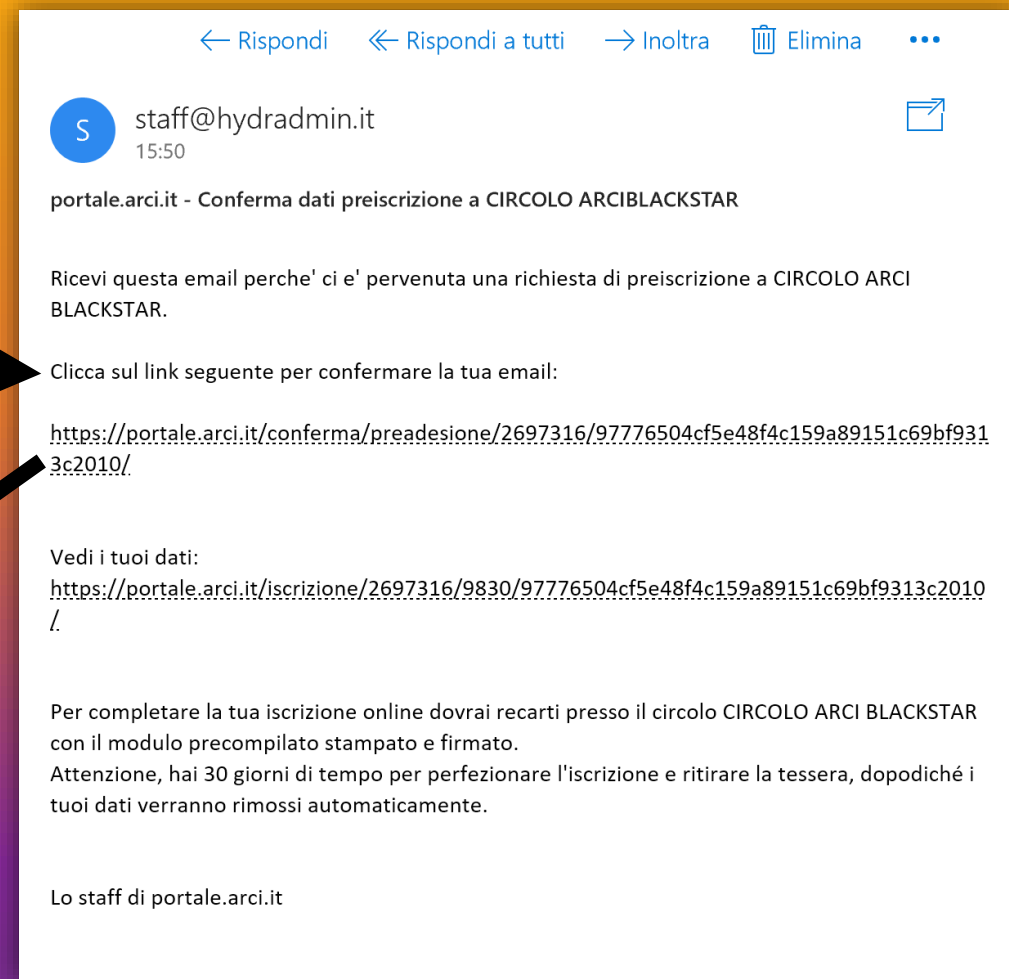 Rispondi Rispondi a tutti Inoltra Elimina
S
staff@hydradmin.it
15:50
portale.arci.it - Conferma dati preiscrizione a CIRCOLO ARCIBLACKSTAR
Ricevi questa email perche' ci e' pervenuta una richiesta di preiscrizione a CIRCOLO ARCI
BLACKSTAR.
Clicca sul link seguente per confermare la tua email:
https://portale.arci.it/conferma/preadesione/2697316/97776504cf5e48f4c159a89151c69bf931
3c2010/
Vedi i tuoi dati:
https://portale.arci.it/iscrizione/2697316/9830/97776504cf5e48f4c159a89151c69bf9313c2010
/
Per completare la tua iscrizione online dovrai recarti presso il circolo CIRCOLO ARCI BLACKSTAR
con il modulo precompilato stampato e firmato.
Attenzione, hai 30 giorni di tempo per perfezionare l'iscrizione e ritirare la tessera, dopodiché i
tuoi dati verranno rimossi automaticamente.
Lo staff di portale.arci.it